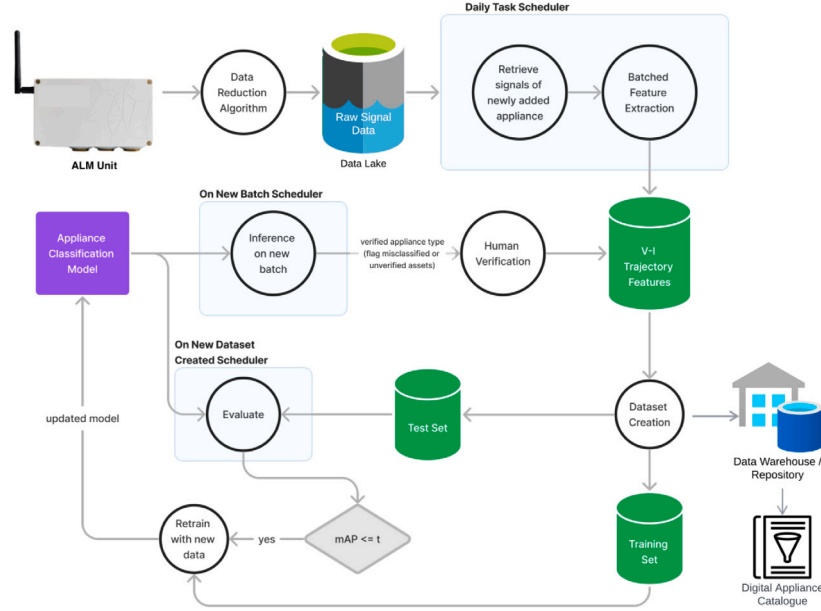 Daily Task Scheduler
Data
Reduction
Algorithm
Retrieve
signals of
newly added
appliance
Batched
Feature
Extraction
Raw Signal
Data
ALM Unit
Data Lake
On New Batch Scheduler
Appliance
Classification
Model
Inference
on new
batch
verified appliance type
(flag misclassified or
unverified assets)
Human
Verification
V-I
Trajectory
Features
On New Dataset
Created Scheduler
updated model
Evaluate
Test Set
Dataset
Creation
Data Warehouse /
Repository
Retrain
with new
data
yes
mAP <= t
Training
Set
Digital Appliance
Catalogue